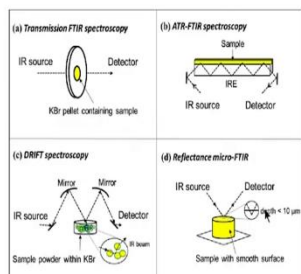 (a) Transmission FTIR spectroscopy
IR source
Detector
KBr pellet containing sample
(b) ATR-FTIR spectroscopy
Sample
IRE
IR source
Detector
(c) DRIFT spectroscopy
Mirror
Mirror
IR source
Detector
IR beam
Sample powder within KBr
(d) Reflectance micro-FTIR
IR source
Detector
depth < 10 µm
Sample with smooth surface